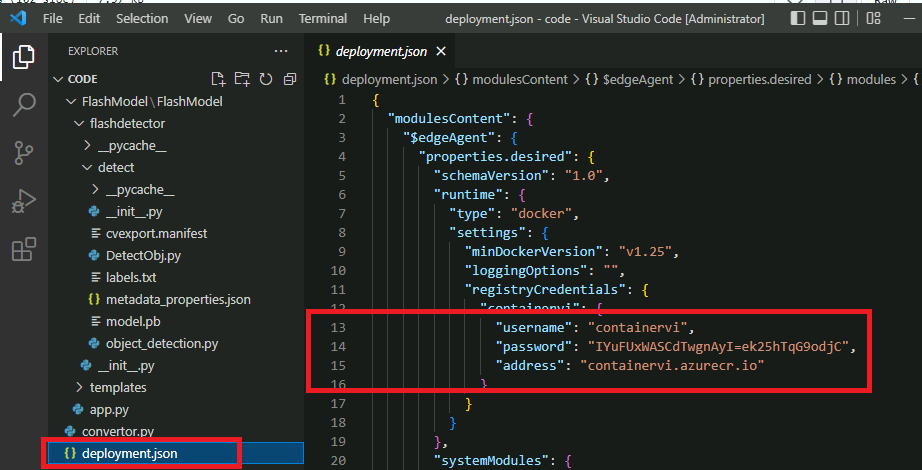 File Edit Selection View Go Run Terminal Help deployment.json - code - Visual Studio Code [Administrator]
EXPLORER
CODE
FlashModel \ FlashModel
flashdetector
__pycache__
detect
__pycache__
__init__.py
cvexport.manifest
DetectObj.py
labels.txt
metadata_properties.json
model.pb
object_detection.py
__init__.py
templates
app.py
convertor.py
{} deployment.json
{} deployment.json ×
{} deployment.json > {} modulesContent > {} $edgeAgent > {} properties.desired > {} modules >
1 {
2 "modulesContent": {
3 "$edgeAgent": {
4 "properties.desired": {
5 "schemaVersion": "1.0",
6 "runtime": {
7 "type": "docker",
8 "settings": {
9 "minDockerVersion": "v1.25",
10 "loggingOptions": "",
11 "registryCredentials": {
12 "containervi": {
13 "username": "containervi",
14 "password": "IYuFUxWASCdTwgnAyI=ek25hTqG9odjC",
15 "address": "containervi.azurecr.io"
16 }
17 }
18 }
19 },
20 "systemModules": {